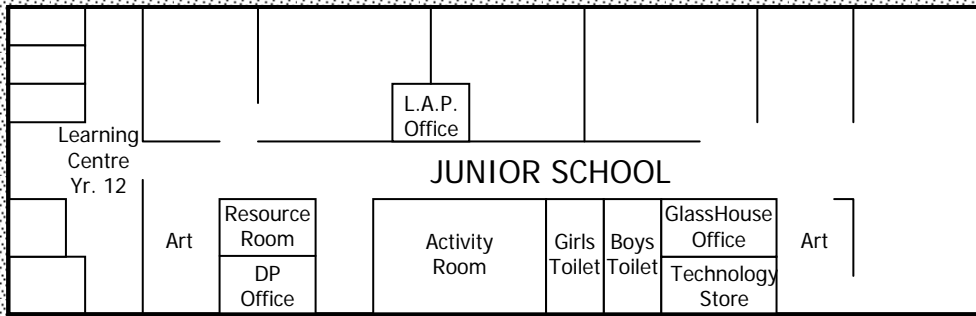 L.A.P.
Office
Learning
Centre
Yr. 12
JUNIOR SCHOOL
Art
Resource
Room
DP
Office
Activity
Room
Girls
Toilet
Boys
Toilet
GlassHouse
Office
Technology
Store
Art